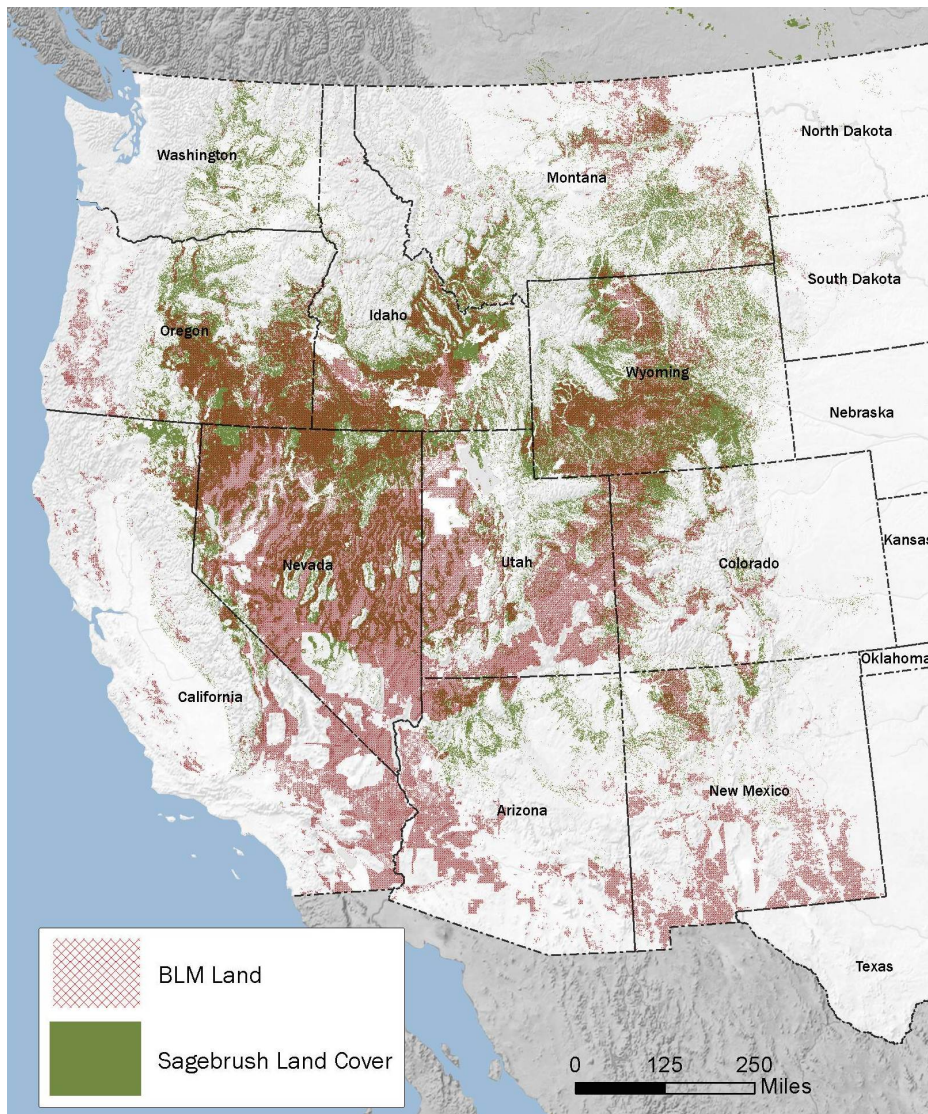 North Dakota
Washington
Montana
South Dakota
Idaho
Oregon
Wyoming
Nebraska
Kansas
Nevada
Utah
Colorado
Oklahoma
California
New Mexico
Arizona
Texas
BLM Land
Sagebrush Land Cover
0 125 250
Miles